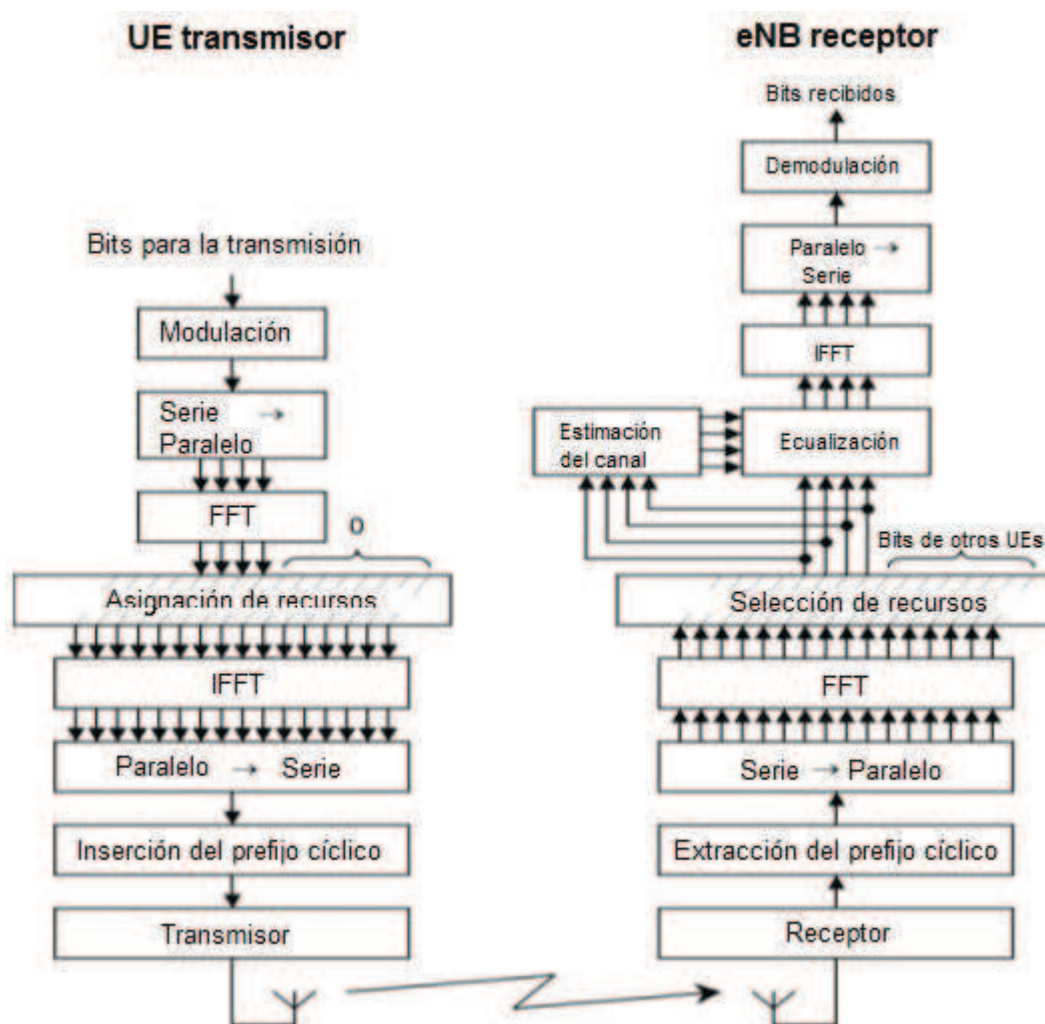 UE transmisor
Bits para la transmisión
Modulación
Serie →
Paralelo
FFT
0
Asignación de recursos
IFFT
Paralelo → Serie
Inserción del prefijo cíclico
Transmisor
eNB receptor
Bits recibidos
Demodulación
Paralelo →
Serie
IFFT
Estimación
del canal
Ecualización
Bits de otros UEs
Selección de recursos
FFT
Serie → Paralelo
Extracción del prefijo cíclico
Receptor